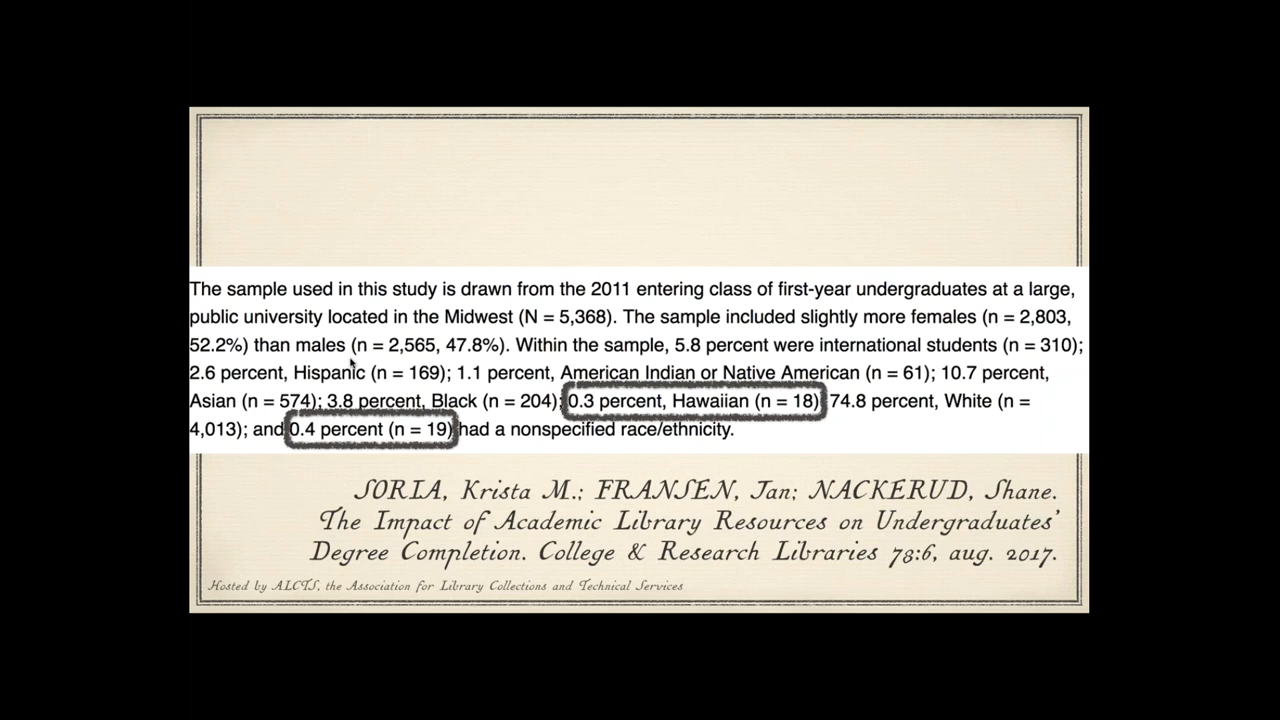 The sample used in this study is drawn from the 2011 entering class of first-year undergraduates at a large,
public university located in the Midwest (N = 5,368). The sample included slightly more females (n = 2,803,
52.2%) than males (n = 2,565, 47.8%). Within the sample, 5.8 percent were international students (n = 310);
2.6 percent, Hispanic (n = 169); 1.1 percent, American Indian or Native American (n = 61); 10.7 percent,
Asian (n = 574); 3.8 percent, Black (n = 204); 0.3 percent, Hawaiian (n = 18) 74.8 percent, White (n =
4,013); and 0.4 percent (n = 19) had a nonspecified race/ethnicity.
SORIA, Krista M.; FRANSEN, Jan; NACKERUD, Shane.
The Impact of Academic Library Resources on Undergraduates'
Degree Completion. College & Research Libraries 78:6, aug. 2017.
Hosted by ALCTS, the Association for Library Collections and Technical Services